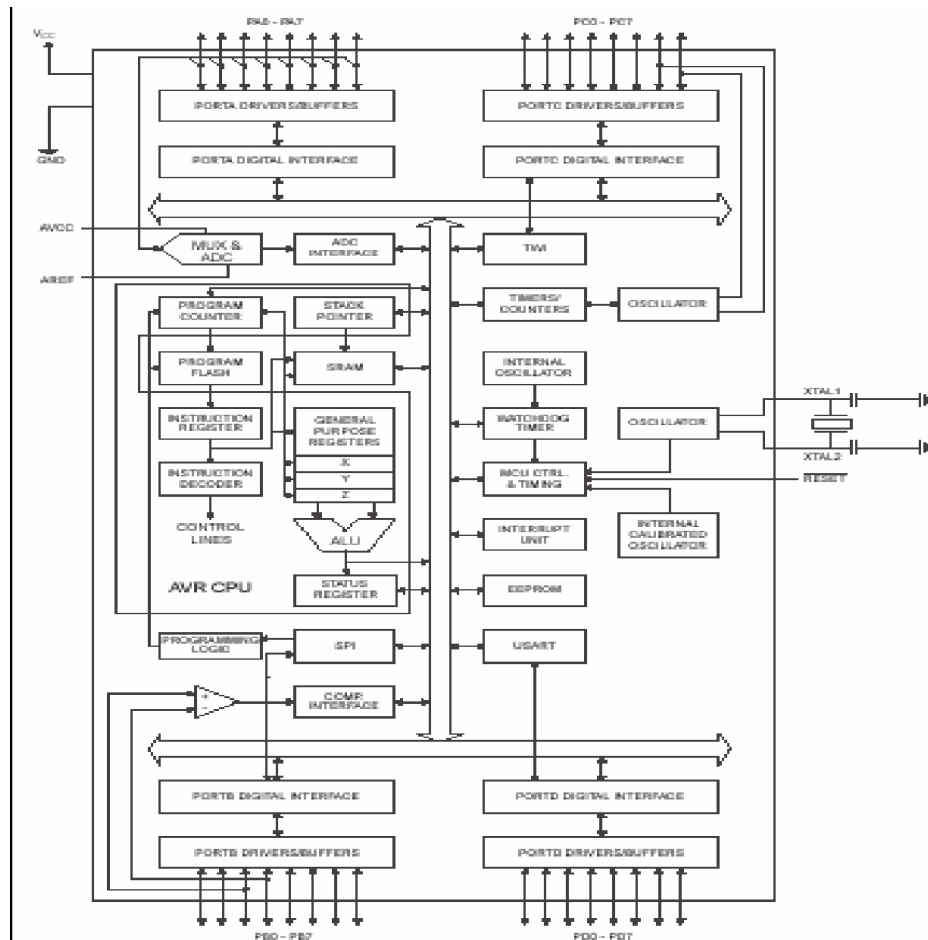 PA0 - PA7
PC0 - PC7
VCC
PORTA DRIVERS/BUFFERS
PORTC DRIVERS/BUFFERS
GND
PORTA DIGITAL INTERFACE
PORTC DIGITAL INTERFACE
AVCC
MUX &
ADC
ADC
INTERFACE
TWI
AREF
PROGRAM
COUNTER
STACK
POINTER
TIMERS/
COUNTERS
OSCILLATOR
PROGRAM
FLASH
SRAM
INTERNAL
OSCILLATOR
XTAL1
INSTRUCTION
REGISTER
GENERAL
PURPOSE
REGISTERS
WATCHDOG
TIMER
OSCILLATOR
XTAL2
X
INSTRUCTION
DECODER
Y
MCU CTRL.
& TIMING
RESET
Z
CONTROL
LINES
ALU
INTERRUPT
UNIT
INTERNAL
CALIBRATED
OSCILLATOR
AVR CPU
STATUS
REGISTER
EEPROM
PROGRAMMING
LOGIC
SPI
USART
+
-
COMP.
INTERFACE
PORTB DIGITAL INTERFACE
PORTD DIGITAL INTERFACE
PORTB DRIVERS/BUFFERS
PORTD DRIVERS/BUFFERS
PB0 - PB7
PD0 - PD7